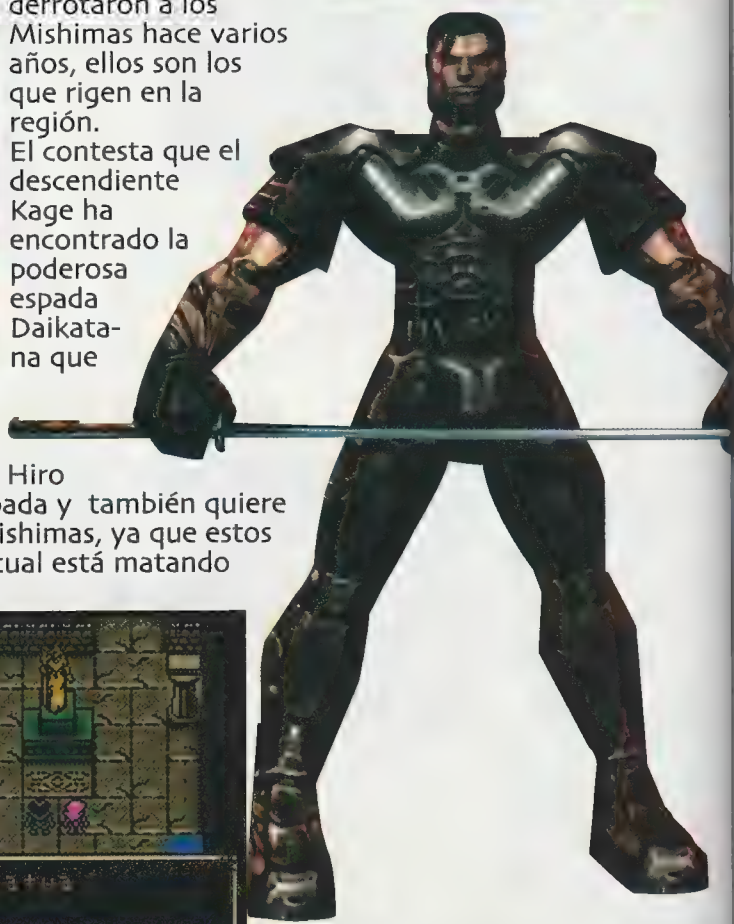 derrotaron a los
Mishimas hace varios
años, ellos son los
que rigen en la
región.
El contesta que el
descendiente
Kage ha
encontrado la
poderosa
espada
Daikata-
na que
Hiro
ada y también quiere
ishimas, ya que estos
tual está matando